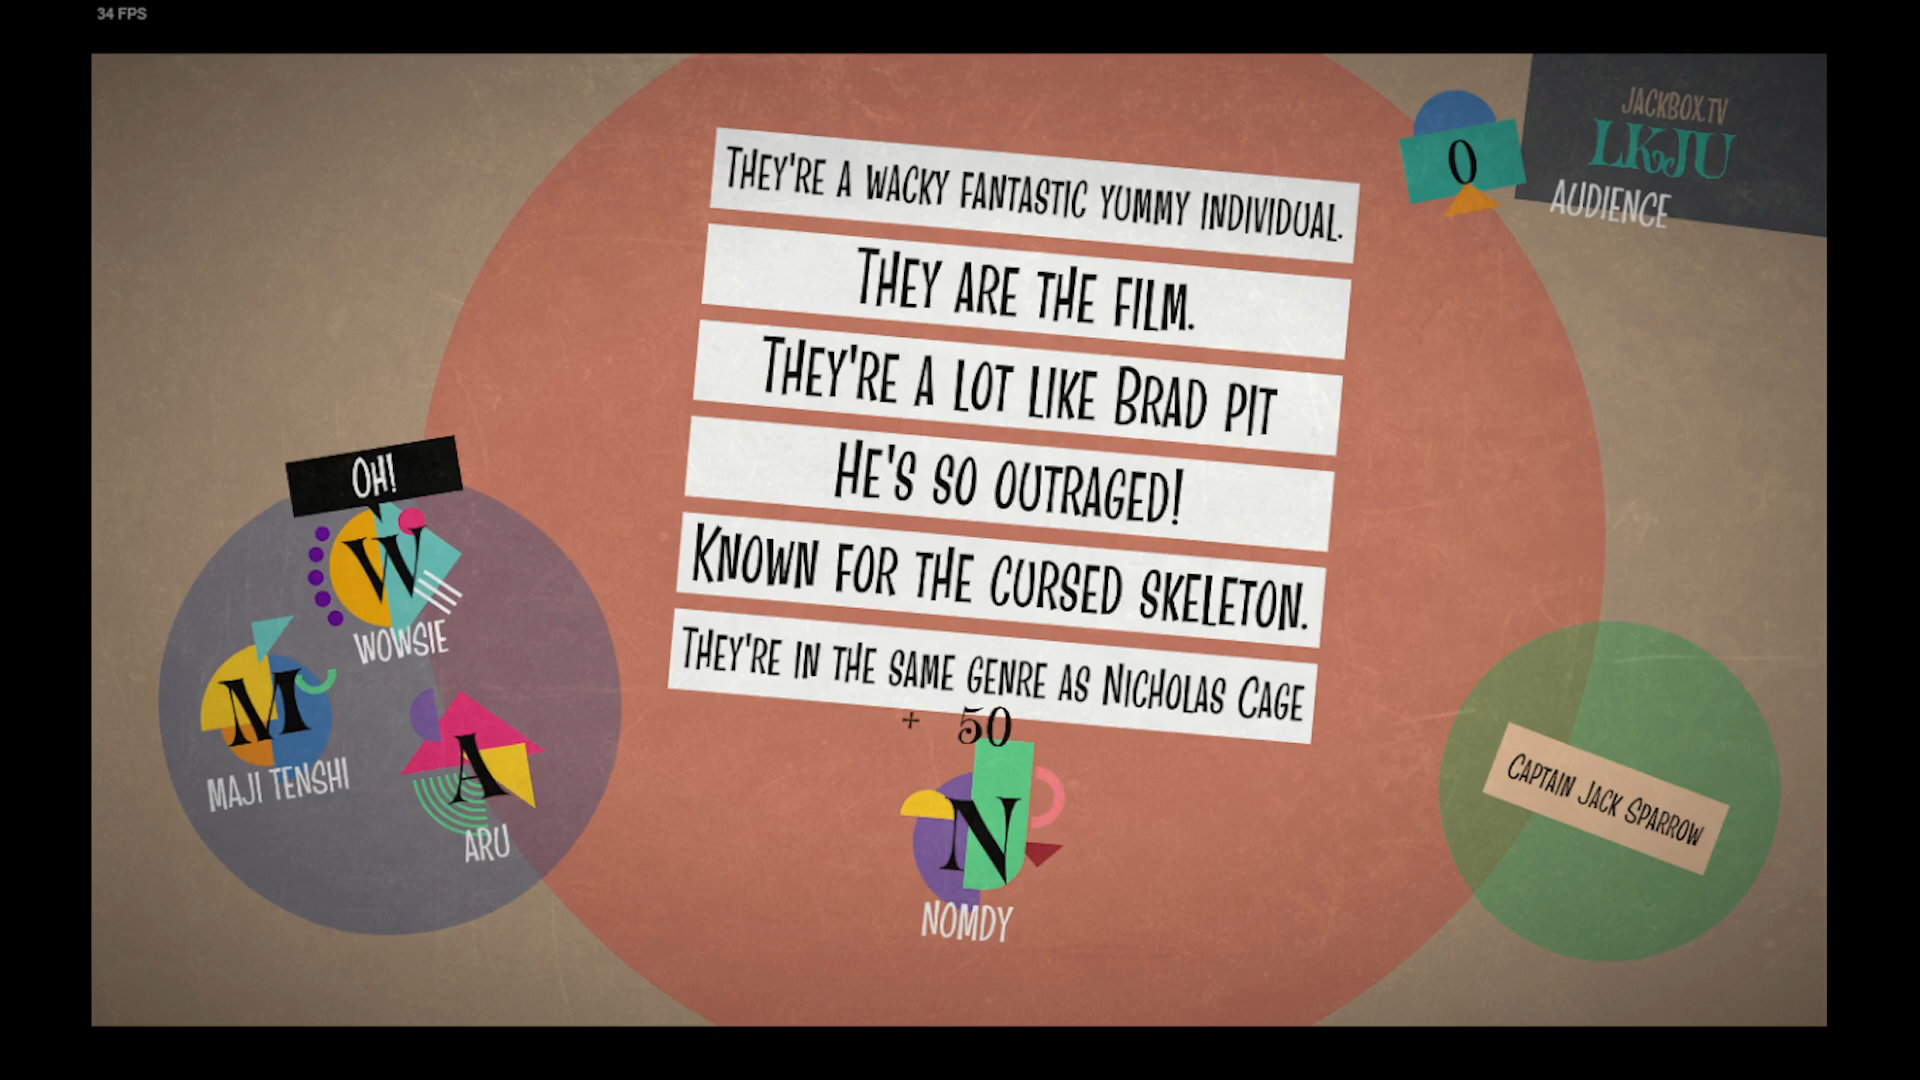 34 FPS
JACKBOX.TV
LKJU
0
AUDIENCE
THEY'RE A WACKY FANTASTIC YUMMY INDIVIDUAL.
THEY ARE THE FILM.
THEY'RE A LOT LIKE BRAD PIT
HE'S SO OUTRAGED!
KNOWN FOR THE CURSED SKELETON.
THEY'RE IN THE SAME GENRE AS NICHOLAS CAGE
+ 50
OH!
W
WOWSIE
M
MAJI TENSHI
A
ARU
N
NOMDY
CAPTAIN JACK SPARROW